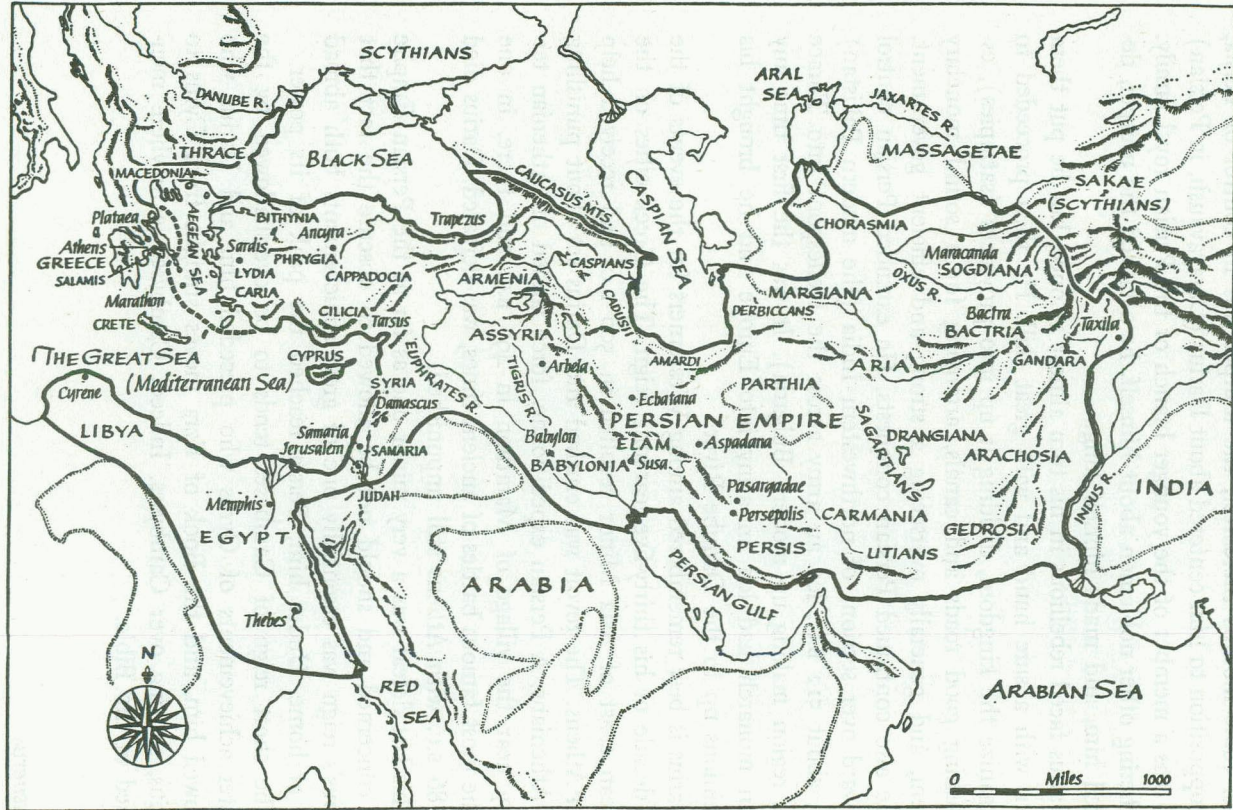 SCYTHIANS
DANUBE R.
THRACE
BLACK SEA
MACEDONIA
AEGEAN SEA
BITHYNIA
Plataea
Athens
GREECE
SALAMIS
Marathon
CRETE
Sardis
LYDIA
CARIA
PHRYGIA
Ancyra
CAPPADOCIA
CILICIA
Tarsus
Trapezus
CAUCASUS MTS.
CASPIAN SEA
ARMENIA
CASPIANS
CADUSII
AMARDI
ARAL
SEA
JAXARTES R.
MASSAGETAE
SAKAE
(SCYTHIANS)
CHORASMIA
Maracanda
SOGDIANA
OXUS R.
MARGIANA
DERBICCANS
Bactra
BACTRIA
Taxila
GANDARA
ARIA
THE GREAT SEA
(Mediterranean Sea)
CYPRUS
Cyrene
LIBYA
SYRIA
Damascus
Samaria
Jerusalem
SAMARIA
JUDAH
Memphis
EGYPT
Thebes
RED
SEA
ASSYRIA
Arbela
EUPHRATES R.
TIGRIS R.
Babylon
BABYLONIA
Ecbatana
PERSIAN EMPIRE
ELAM
Susa
Aspadana
PARTHIA
SAGARTIANS
DRANGIANA
ARACHOSIA
Pasargadae
Persepolis
PERSIS
CARMANIA
UTIANS
GEDROSIA
INDUS R.
INDIA
ARABIA
PERSIAN GULF
ARABIAN SEA
N
0 Miles 1000